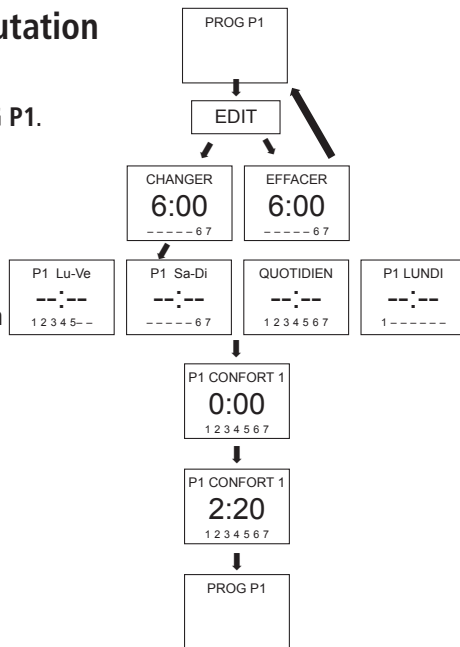 PROG P1
P1.
EDIT
CHANGER
6:00
– – – – – 6 7
EFFACER
6:00
– – – – – 6 7
P1 Lu-Ve
--:--
1 2 3 4 5 – –
P1 Sa-Di
--:--
– – – – – 6 7
QUOTIDIEN
--:--
1 2 3 4 5 6 7
P1 LUNDI
--:--
1 – – – – – –
P1 CONFORT 1
0:00
1 2 3 4 5 6 7
P1 CONFORT 1
2:20
1 2 3 4 5 6 7
PROG P1